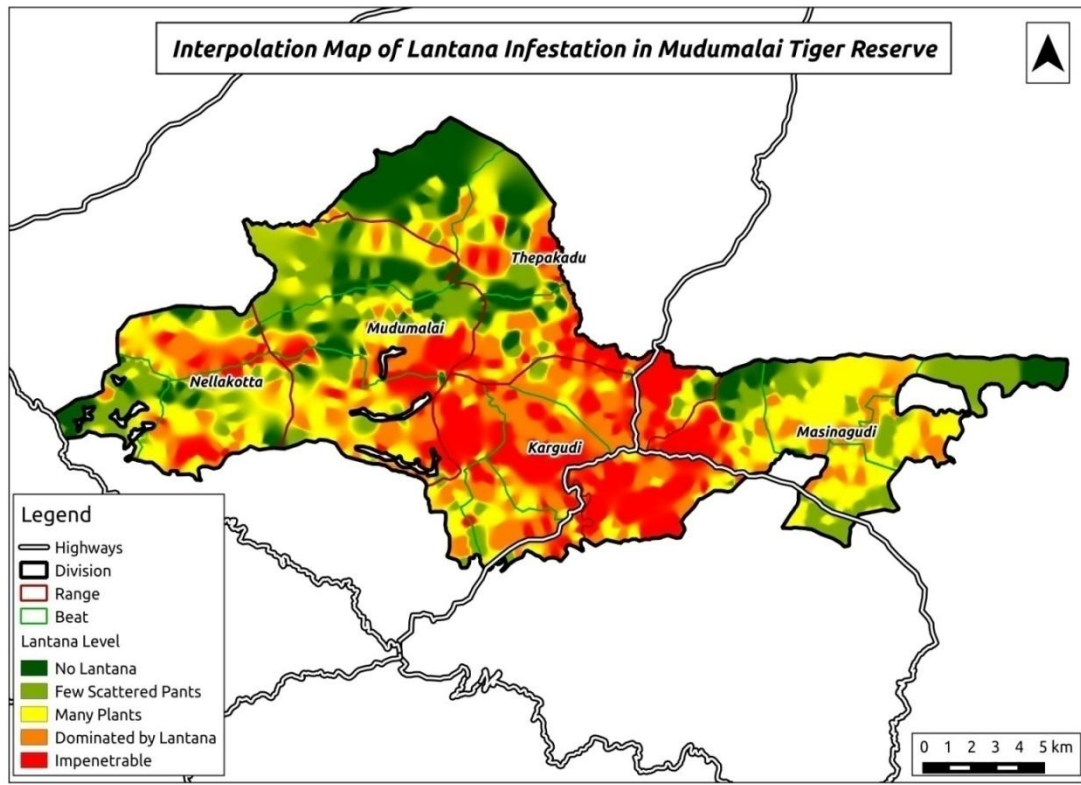 Interpolation Map of Lantana Infestation in Mudumalai Tiger Reserve
Thepakadu
Mudumalai
Nellakotta
Masinagudi
Kargudi
Legend
Highways
Division
Range
Beat
Lantana Level
No Lantana
Few Scattered Pants
Many Plants
Dominated by Lantana
Impenetrable
0 1 2 3 4 5 km